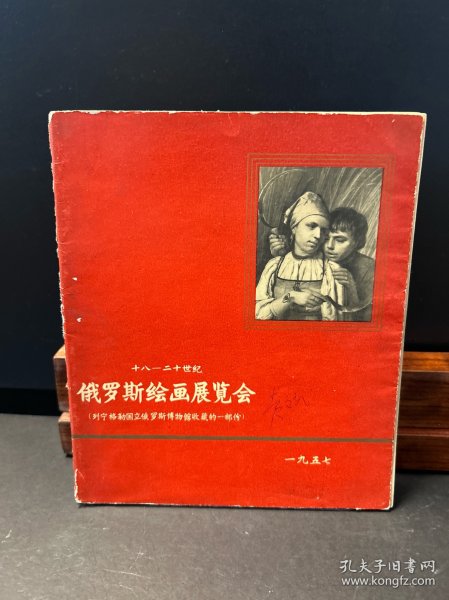 十八—二十世纪
俄罗斯绘画展览会
(列宁格勒国立俄罗斯博物馆收藏的一部份)
一九五七
孔夫子旧书网
www.kongfz.com